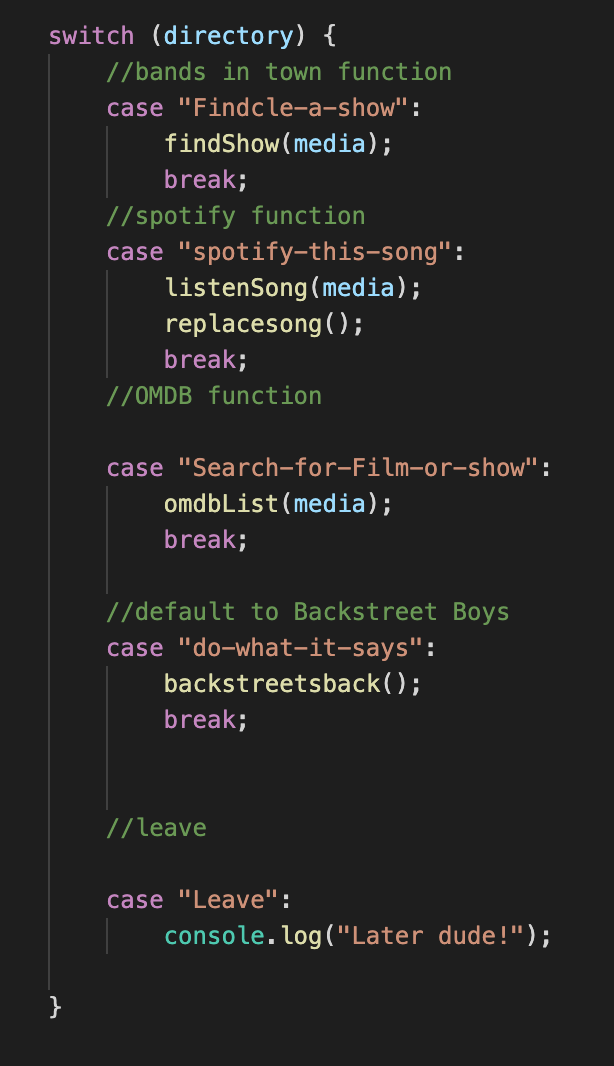 switch (directory) {
    //bands in town function
    case "Findcle-a-show":
        findShow(media);
        break;
    //spotify function
    case "spotify-this-song":
        listenSong(media);
        replacesong();
        break;
    //OMDB function
    case "Search-for-Film-or-show":
        omdbList(media);
        break;
    //default to Backstreet Boys
    case "do-what-it-says":
        backstreetsback();
        break;
    //leave
    case "Leave":
        console.log("Later dude!");
}